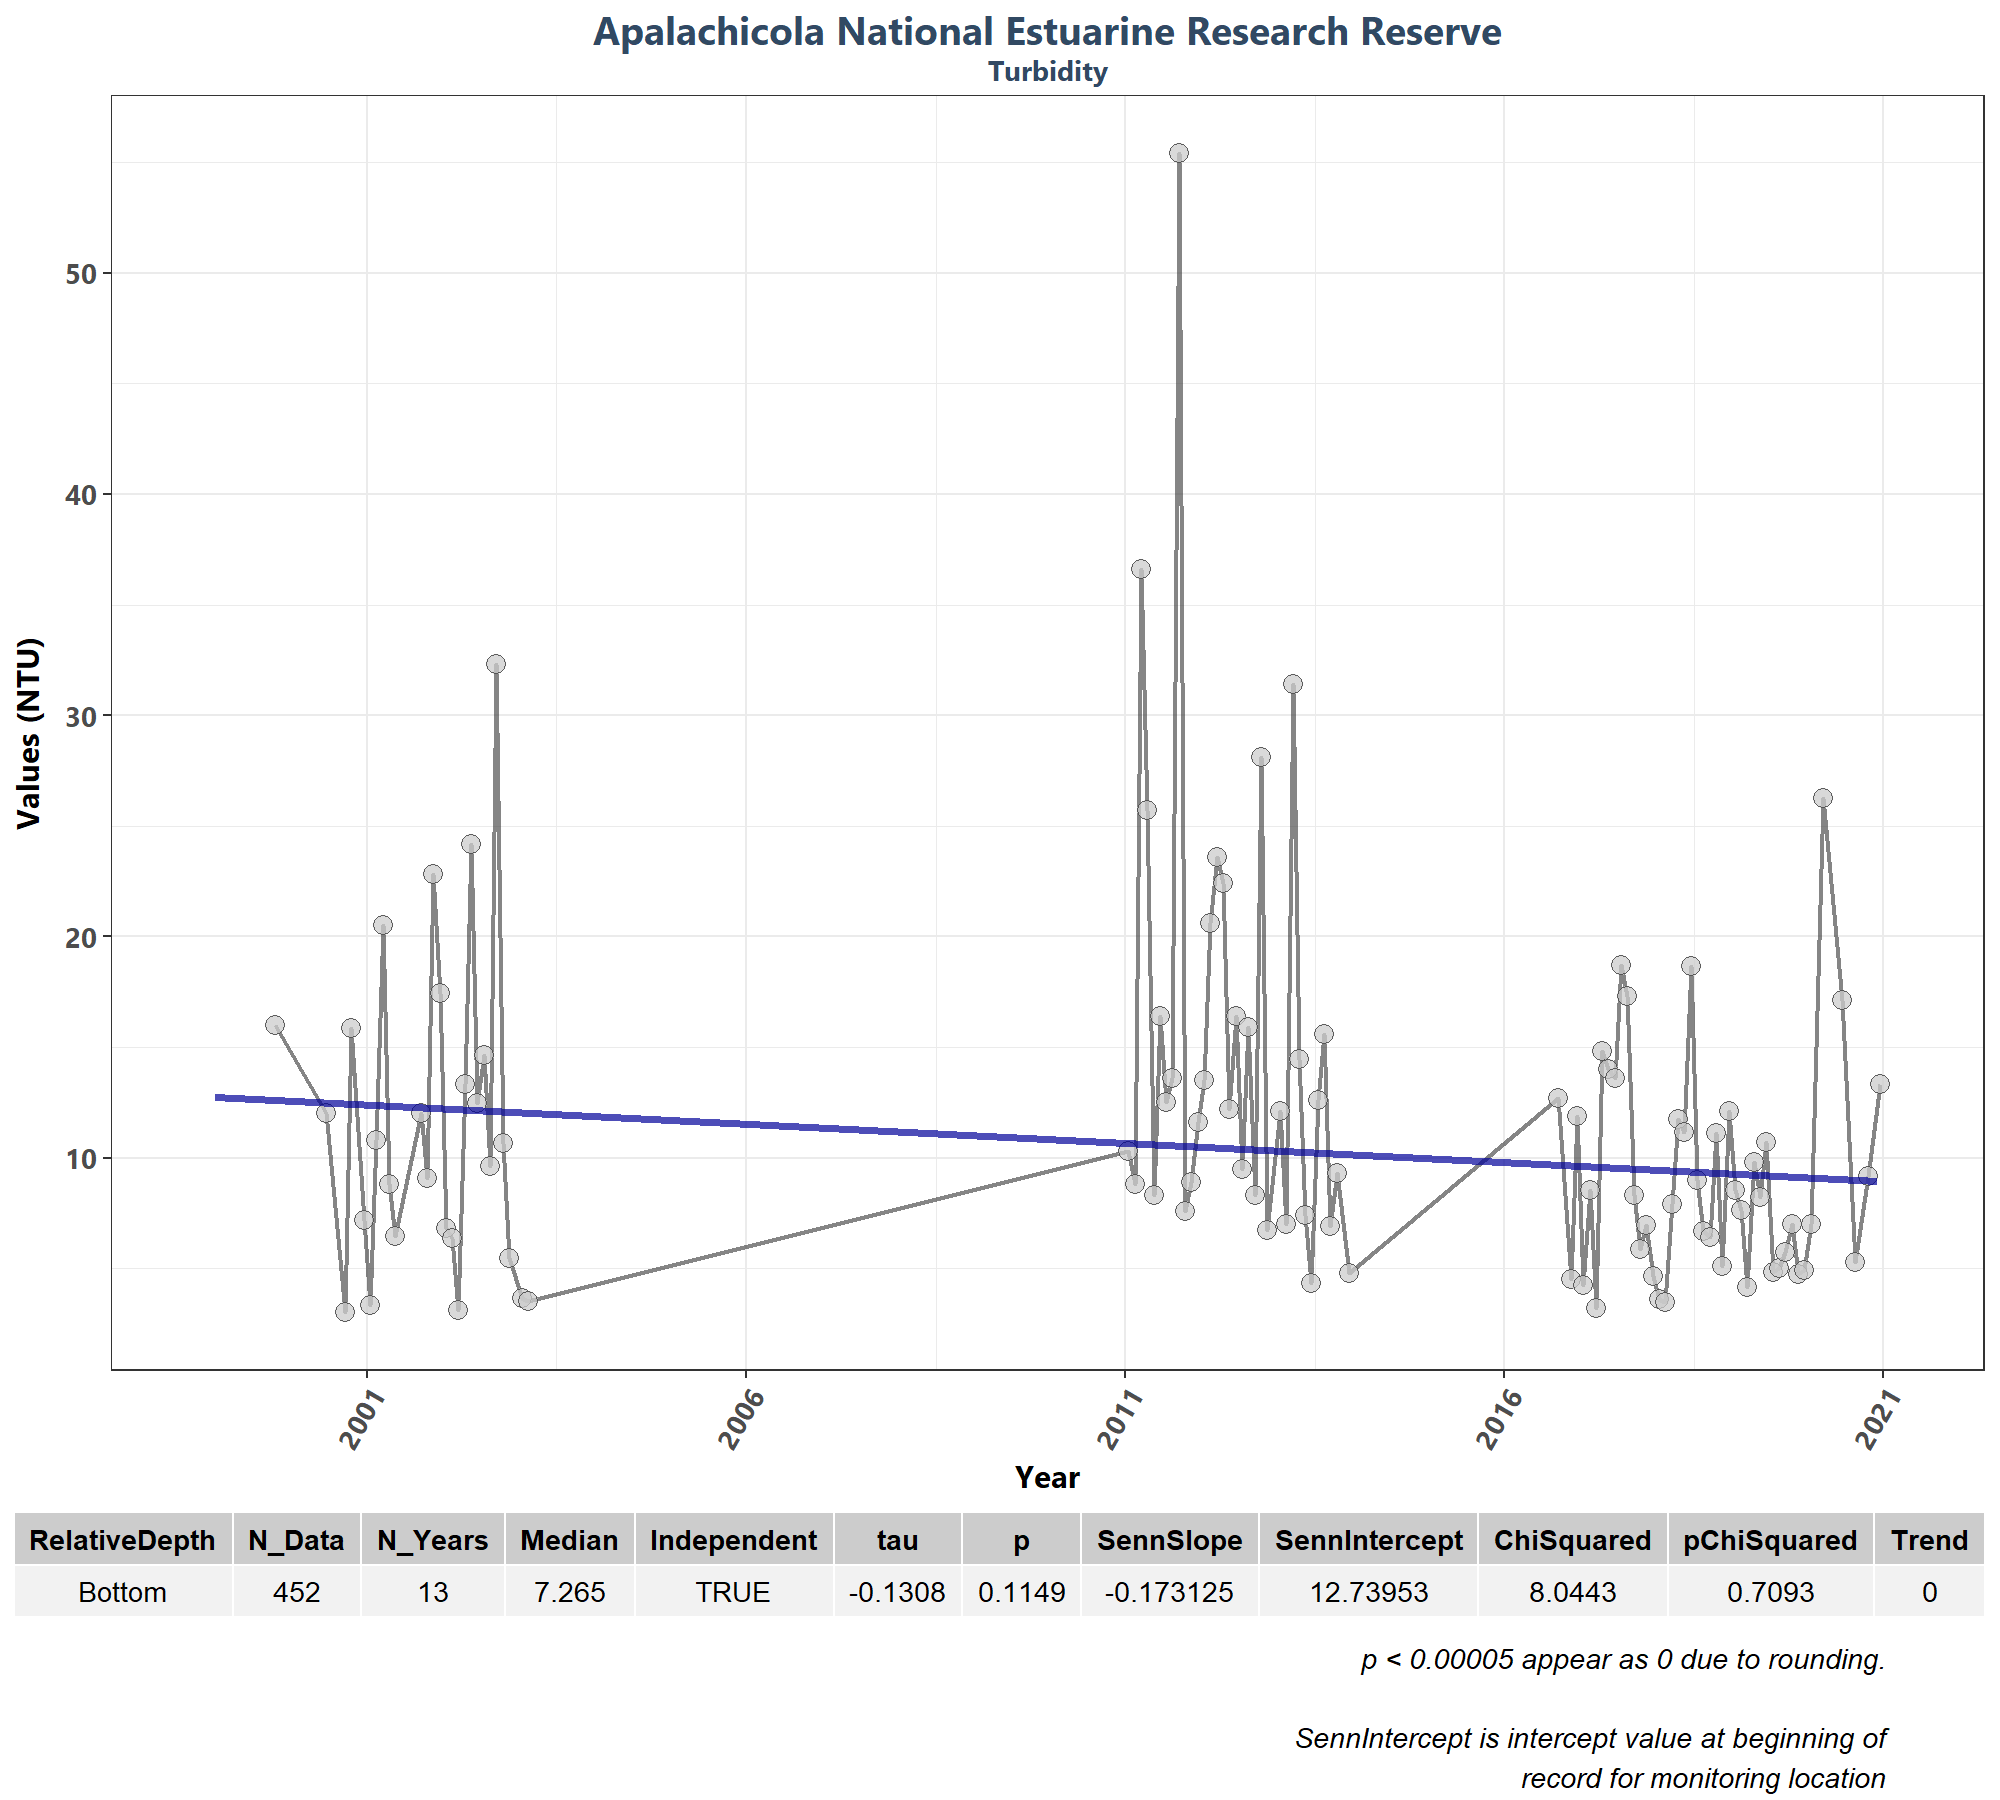 Apalachicola National Estuarine Research Reserve
Turbidity
Values (NTU)
50
40
30
20
10
2001
2006
2011
2016
2021
Year
RelativeDepth N_Data N_Years Median Independent tau p SennSlope SennIntercept ChiSquared pChiSquared Trend
Bottom 452 13 7.265 TRUE -0.1308 0.1149 -0.173125 12.73953 8.0443 0.7093 0
p < 0.00005 appear as 0 due to rounding.
SennIntercept is intercept value at beginning of
record for monitoring location